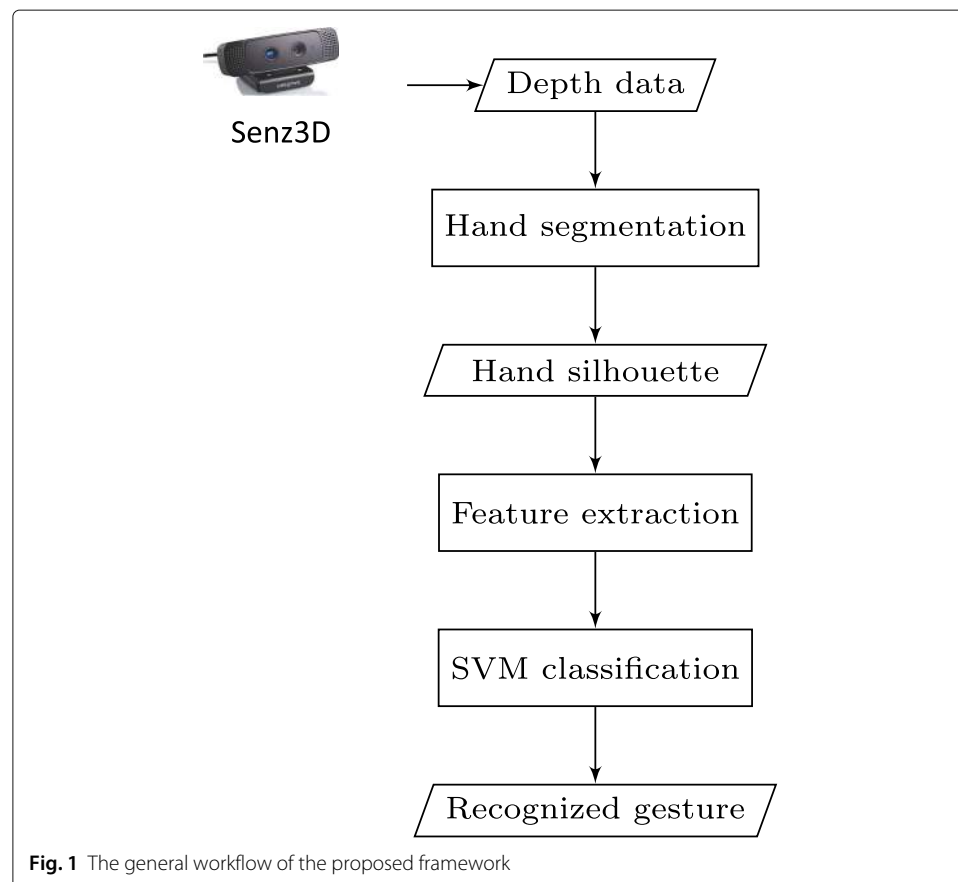 Senz3D
Depth data
Hand segmentation
Hand silhouette
Feature extraction
SVM classification
Recognized gesture
Fig. 1 The general workflow of the proposed framework